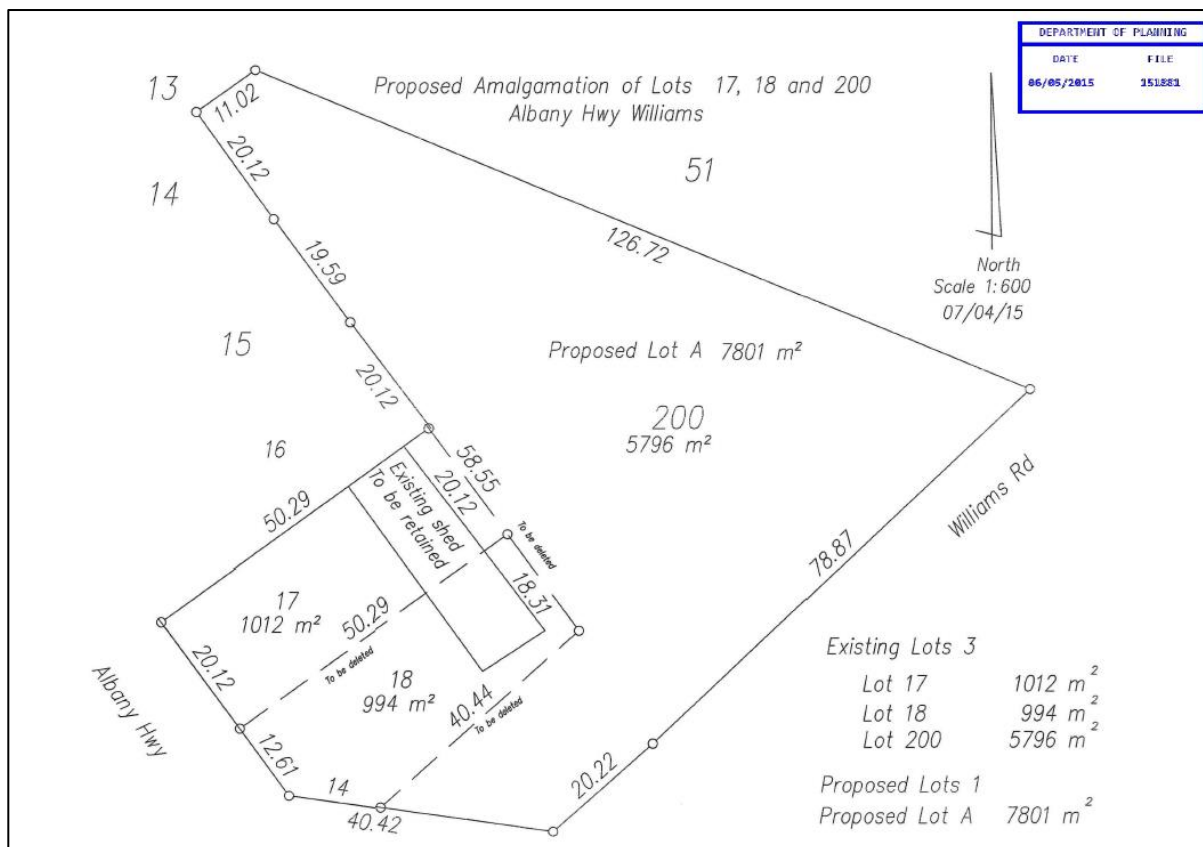 DEPARTMENT OF PLANNING
DATE FILE
06/05/2015 151881
Proposed Amalgamation of Lots 17, 18 and 200
Albany Hwy Williams
13
11.02
20.12
14
51
19.59
126.72
North
Scale 1:600
07/04/15
15
Proposed Lot A 7801 m²
20.12
200
5796 m²
16
58.55
20.12
Existing shed
To be retained
50.29
To be deleted
18.31
Williams Rd
78.87
17
1012 m²
50.29
To be deleted
20.12
Albany Hwy
18
994 m²
40.44
To be deleted
12.61
14
40.42
20.22
Existing Lots 3
Lot 17 1012 m²
Lot 18 994 m²
Lot 200 5796 m²
Proposed Lots 1
Proposed Lot A 7801 m²